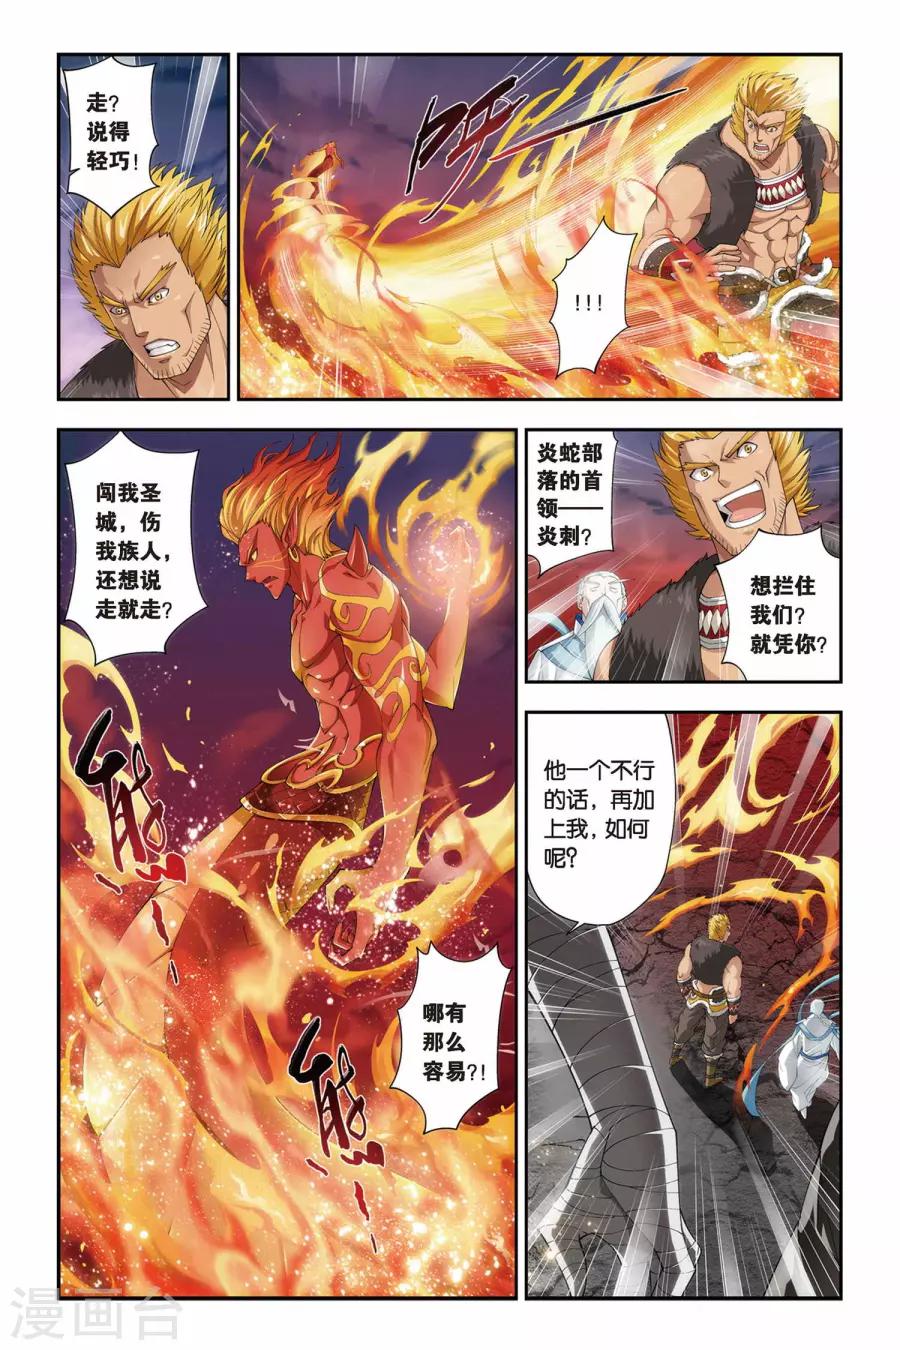 走?
说得
轻巧!
呼
!!!
闯我圣
城，伤
我族人，
还想说
走就走?
熊
熊
哪有
那么
容易?!
炎蛇部
落的首
领——
炎刺?
想拦住
我们?
就凭你?
他一个不行
的话，再加
上我，如何
呢?
漫画台